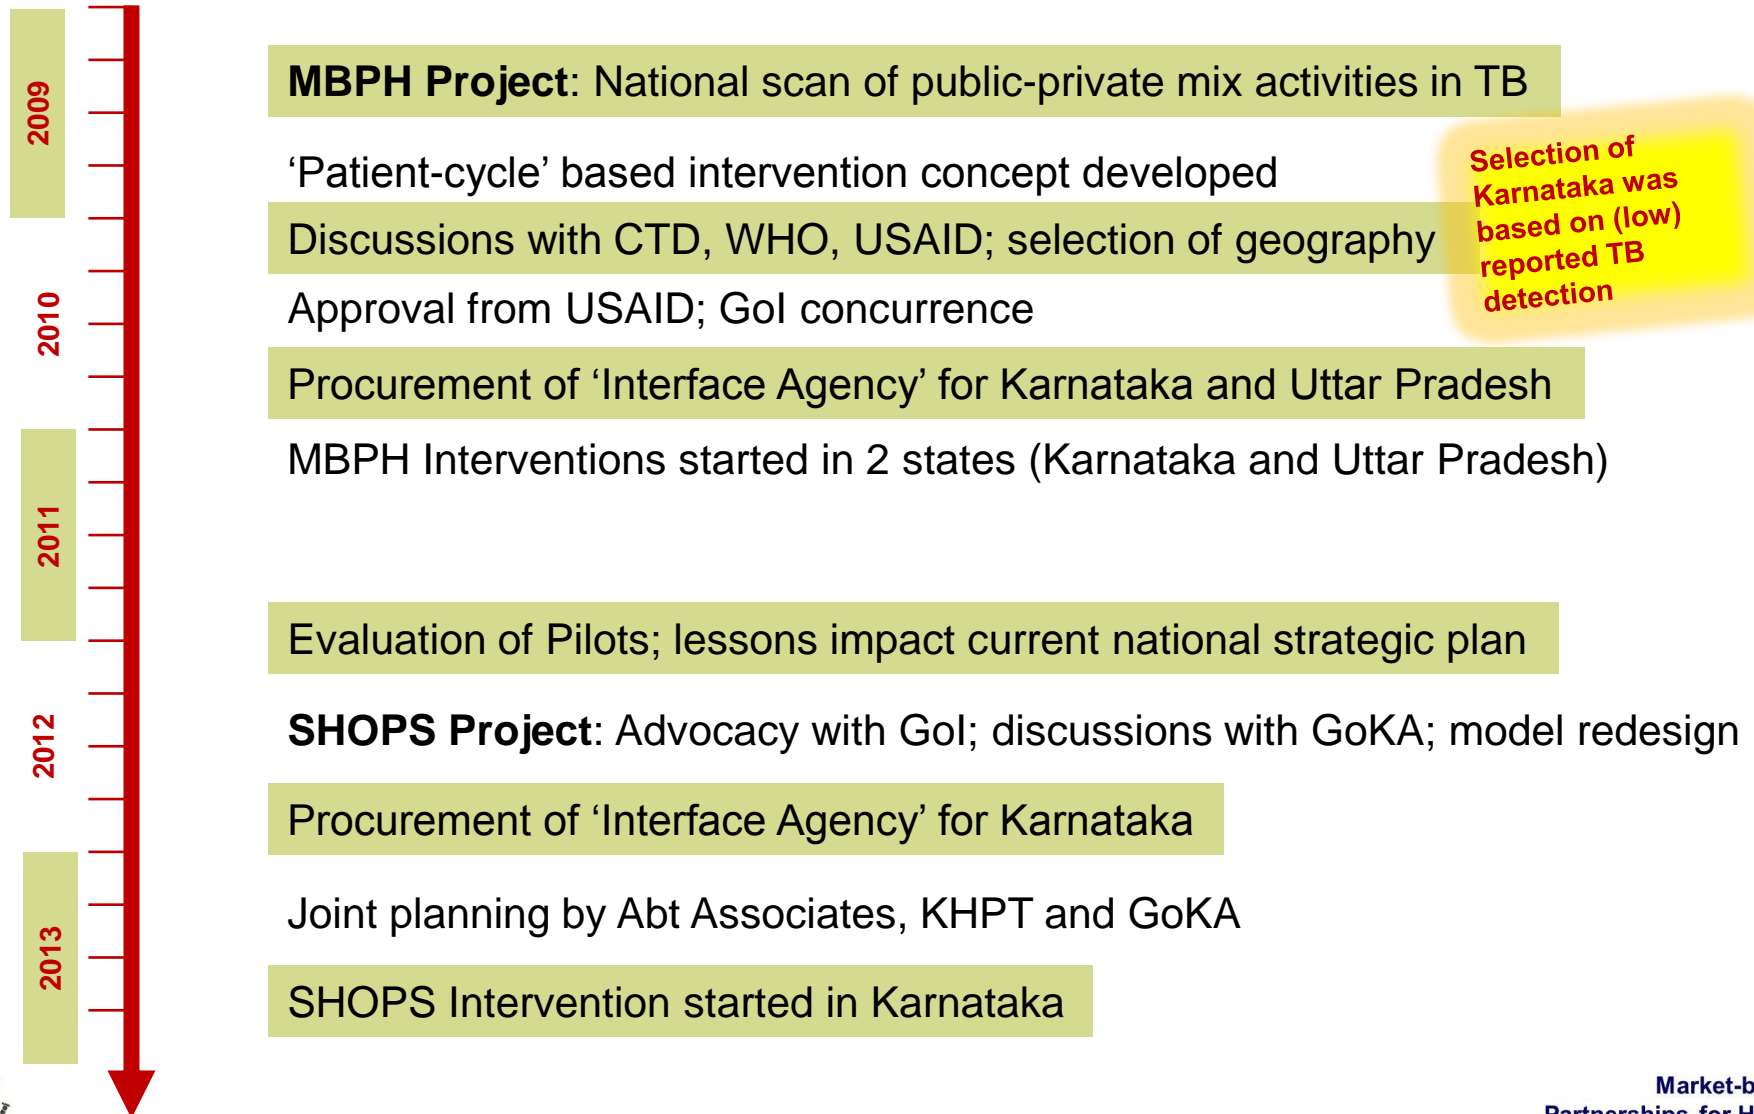 2009
MBPH Project: National scan of public-private mix activities in TB
‘Patient-cycle’ based intervention concept developed
Selection of
Karnataka was
based on (low)
reported TB
detection
Discussions with CTD, WHO, USAID; selection of geography
2010
Approval from USAID; GoI concurrence
Procurement of ‘Interface Agency’ for Karnataka and Uttar Pradesh
MBPH Interventions started in 2 states (Karnataka and Uttar Pradesh)
2011
Evaluation of Pilots; lessons impact current national strategic plan
2012
SHOPS Project: Advocacy with GoI; discussions with GoKA; model redesign
Procurement of ‘Interface Agency’ for Karnataka
Joint planning by Abt Associates, KHPT and GoKA
2013
SHOPS Intervention started in Karnataka
Market-b
Partnerships for H